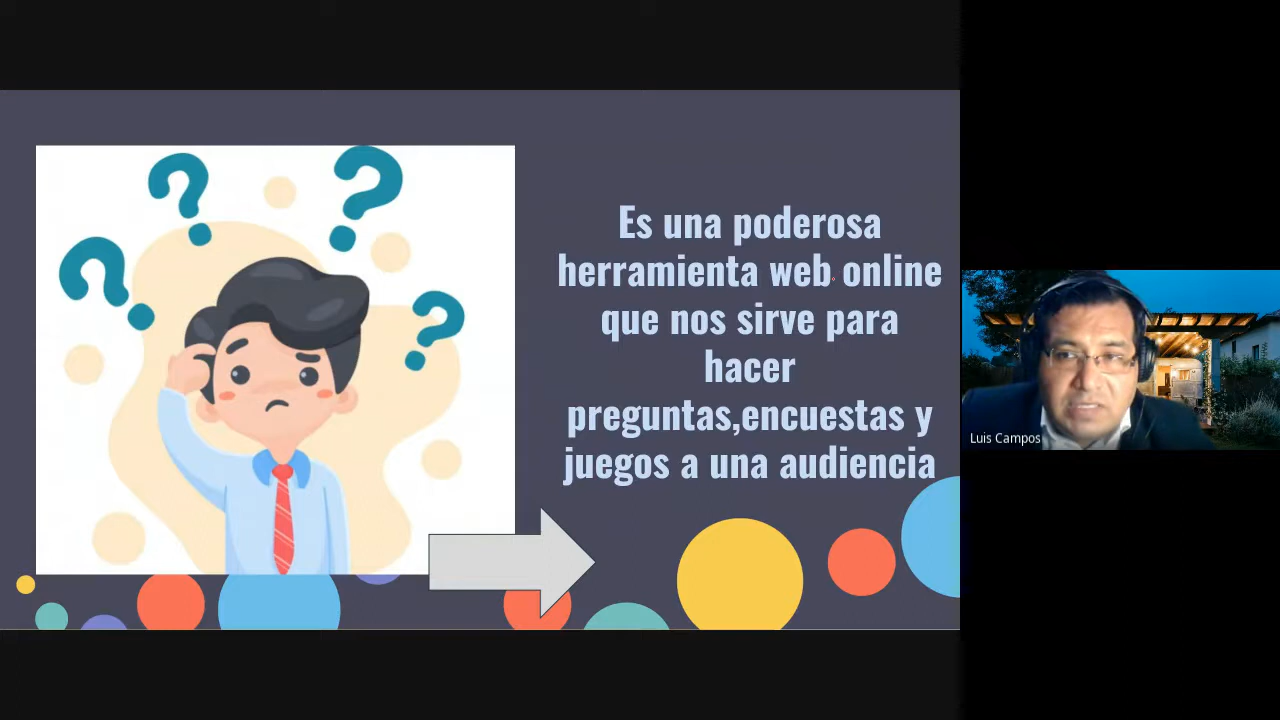 Es una poderosa
herramienta web online
que nos sirve para
hacer
preguntas,encuestas y
juegos a una audiencia
Luis Campos